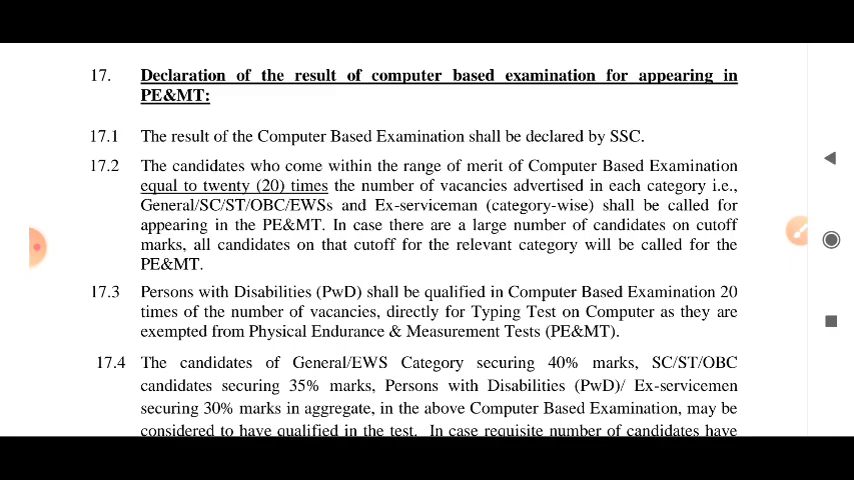 17. Declaration of the result of computer based examination for appearing in
PE&MT:
17.1 The result of the Computer Based Examination shall be declared by SSC.
17.2 The candidates who come within the range of merit of Computer Based Examination
equal to twenty (20) times the number of vacancies advertised in each category i.e.,
General/SC/ST/OBC/EWSs and Ex-serviceman (category-wise) shall be called for
appearing in the PE&MT. In case there are a large number of candidates on cutoff
marks, all candidates on that cutoff for the relevant category will be called for the
PE&MT.
17.3 Persons with Disabilities (PwD) shall be qualified in Computer Based Examination 20
times of the number of vacancies, directly for Typing Test on Computer as they are
exempted from Physical Endurance & Measurement Tests (PE&MT).
17.4 The candidates of General/EWS Category securing 40% marks, SC/ST/OBC
candidates securing 35% marks, Persons with Disabilities (PwD)/ Ex-servicemen
securing 30% marks in aggregate, in the above Computer Based Examination, may be
considered to have qualified in the test. In case requisite number of candidates have